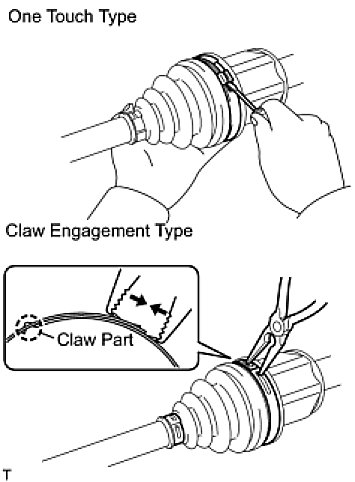 One Touch Type
Claw Engagement Type
Claw Part
T